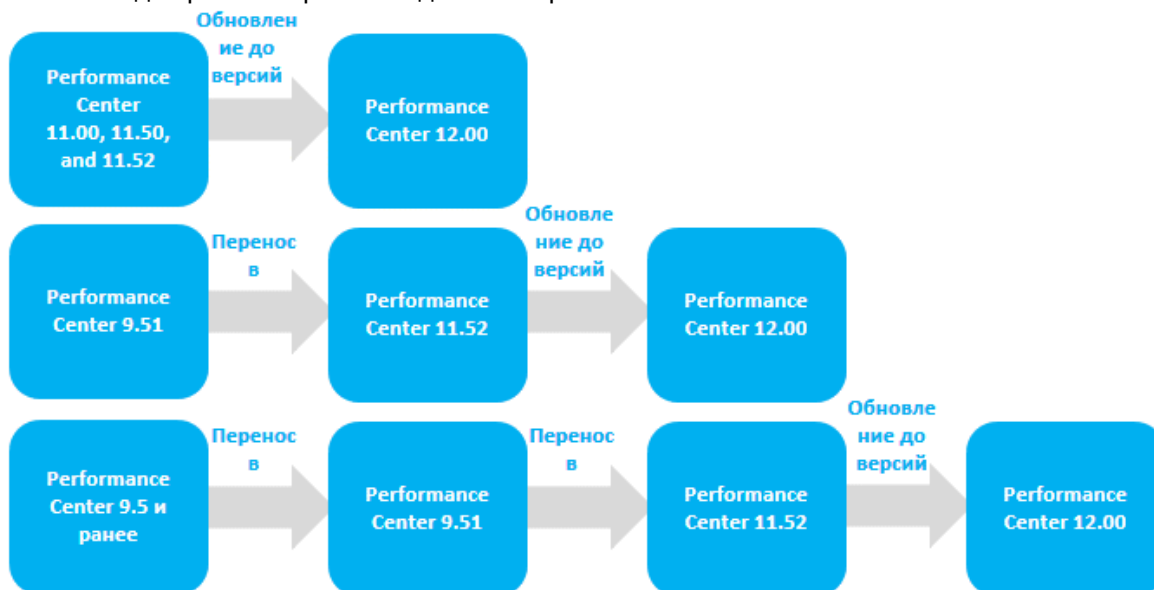 Обновлен
ие до
версий
Performance
Center
11.00, 11.50,
and 11.52
Performance
Center 12.00
Перенос
в
Обновле
ние до
версий
Performance
Center 9.51
Performance
Center 11.52
Performance
Center 12.00
Перенос
в
Перенос
в
Обновле
ние до
версий
Performance
Center 9.5 и
ранее
Performance
Center 9.51
Performance
Center 11.52
Performance
Center 12.00